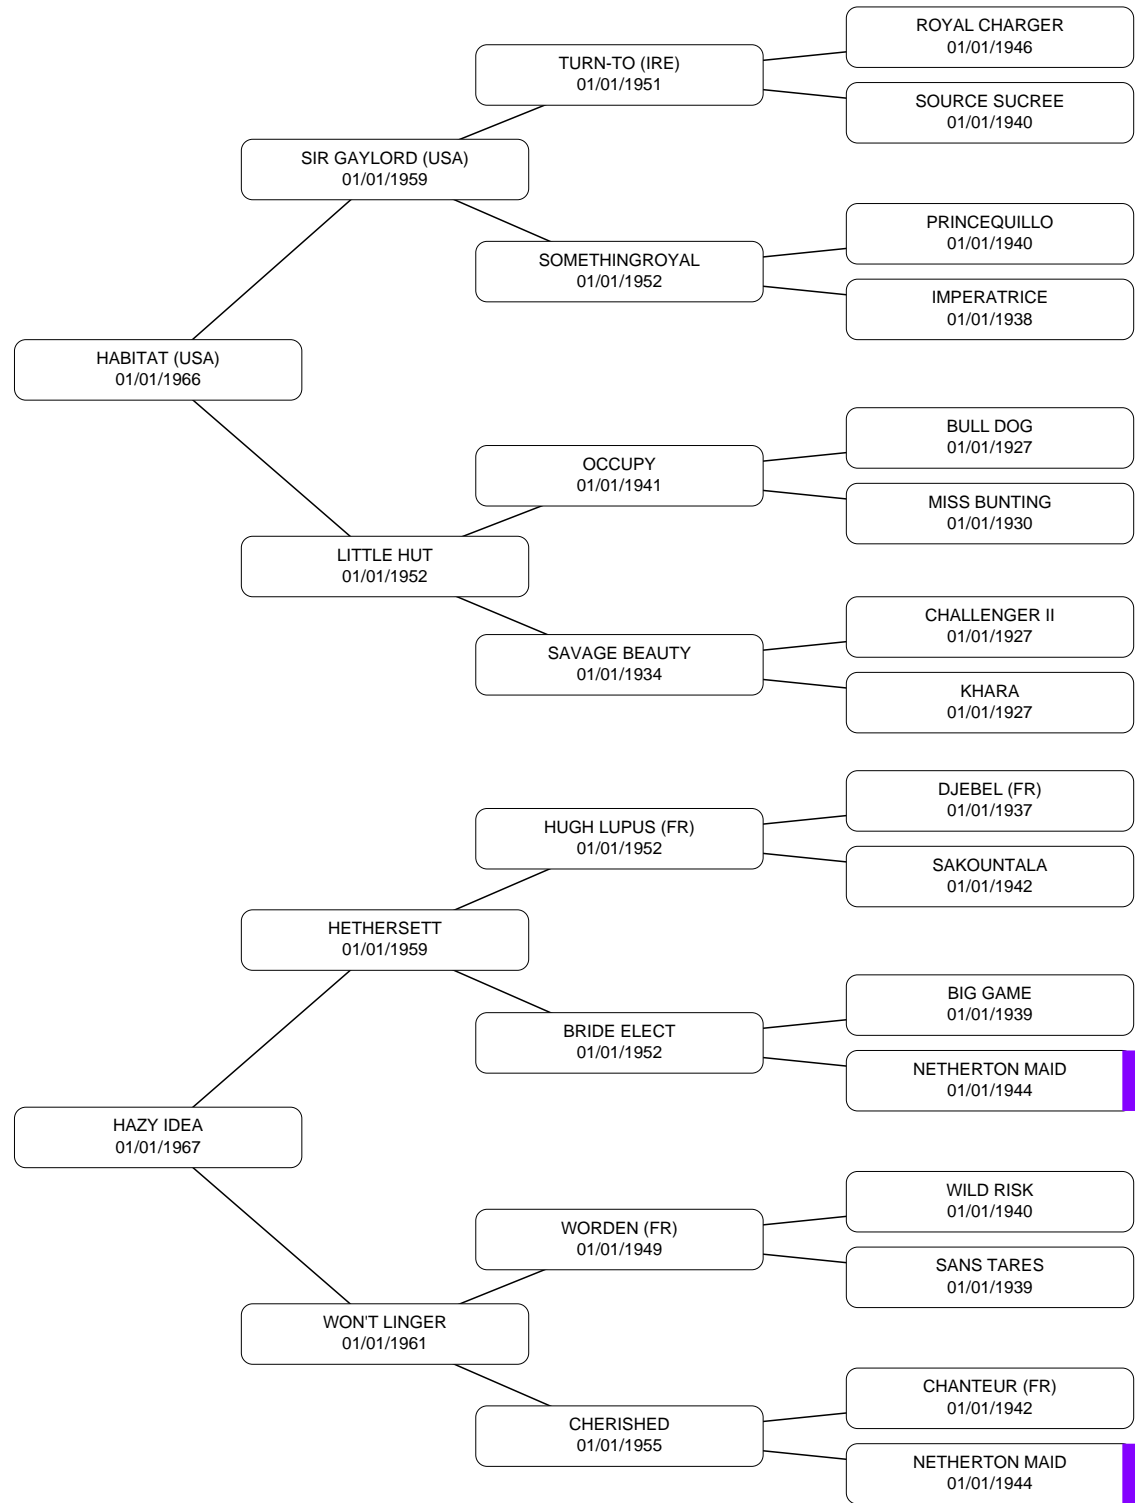 ROYAL CHARGER
01/01/1946
TURN-TO (IRE)
01/01/1951
SOURCE SUCREE
01/01/1940
SIR GAYLORD (USA)
01/01/1959
PRINCEQUILLO
01/01/1940
SOMETHINGROYAL
01/01/1952
IMPERATRICE
01/01/1938
HABITAT (USA)
01/01/1966
BULL DOG
01/01/1927
OCCUPY
01/01/1941
MISS BUNTING
01/01/1930
LITTLE HUT
01/01/1952
CHALLENGER II
01/01/1927
SAVAGE BEAUTY
01/01/1934
KHARA
01/01/1927
DJEBEL (FR)
01/01/1937
HUGH LUPUS (FR)
01/01/1952
SAKOUNTALA
01/01/1942
HETHERSETT
01/01/1959
BIG GAME
01/01/1939
BRIDE ELECT
01/01/1952
NETHERTON MAID
01/01/1944
HAZY IDEA
01/01/1967
WILD RISK
01/01/1940
WORDEN (FR)
01/01/1949
SANS TARES
01/01/1939
WON'T LINGER
01/01/1961
CHANTEUR (FR)
01/01/1942
CHERISHED
01/01/1955
NETHERTON MAID
01/01/1944